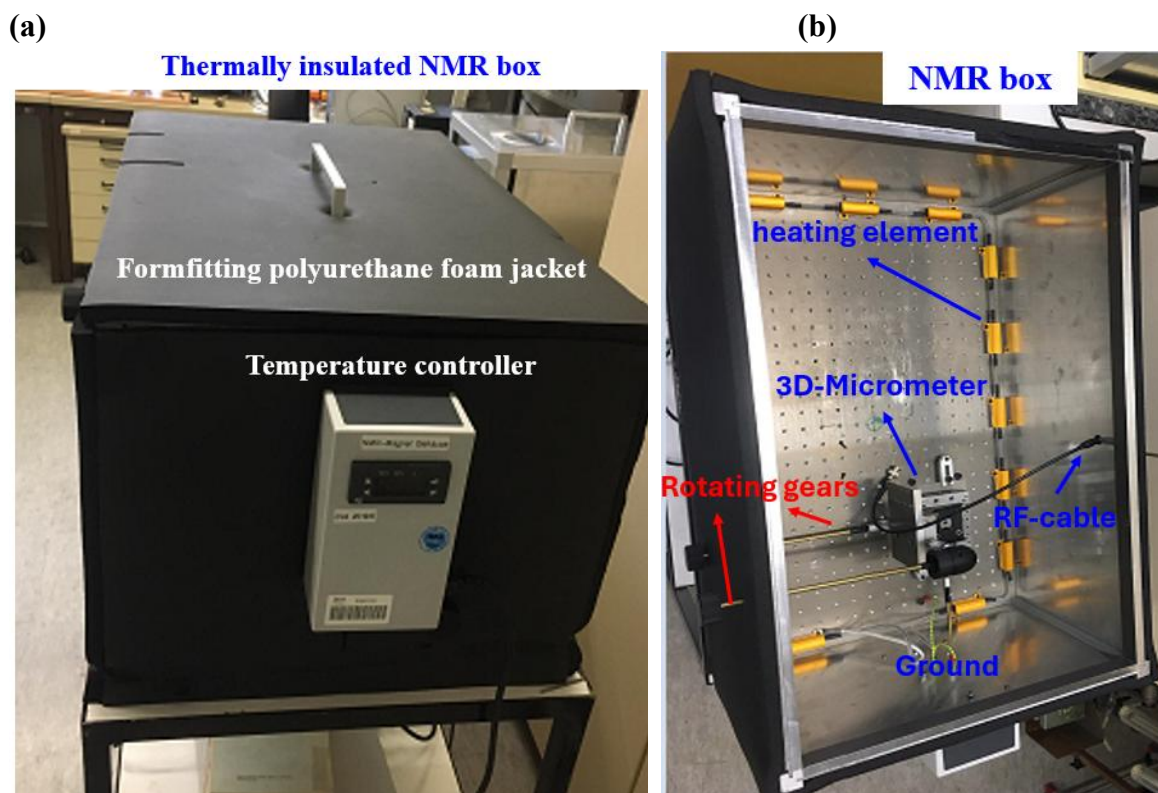 (a)
(b)
Thermally insulated NMR box
NMR box
Formfitting polyurethane foam jacket
Temperature controller
heating element
3D-Micrometer
Rotating gears
RF-cable
Ground